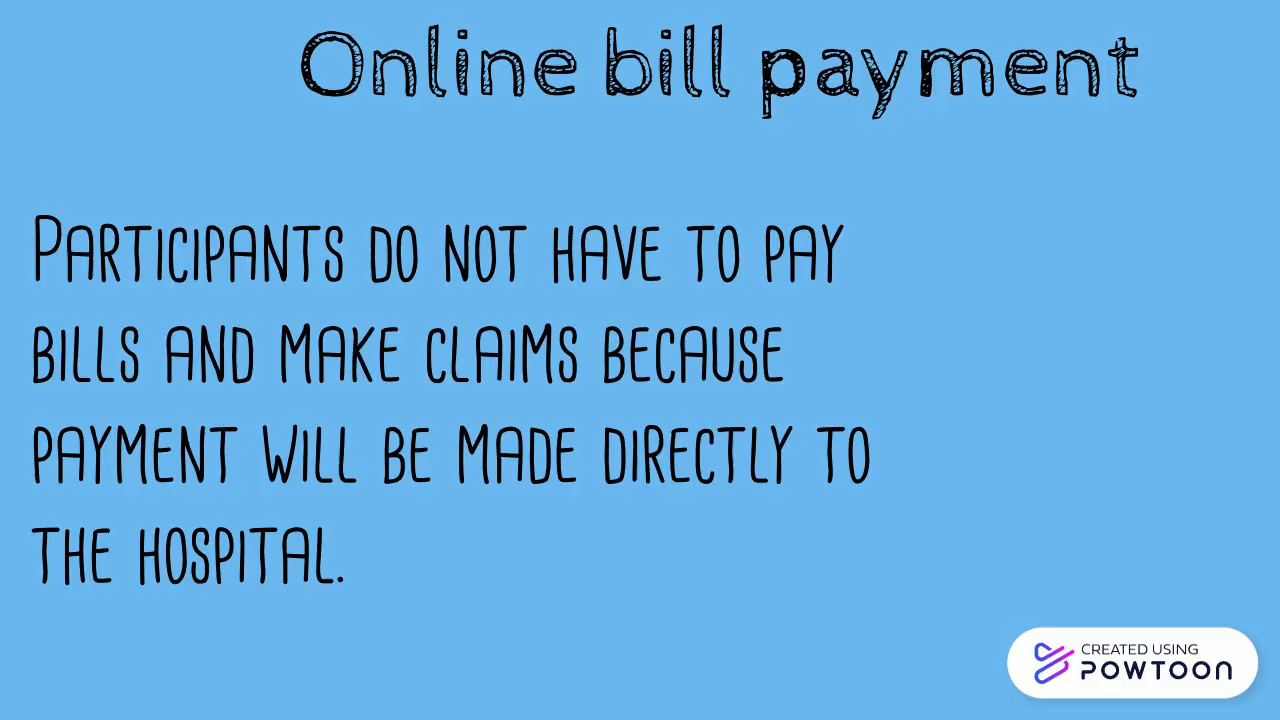 Online bill payment
Participants do not have to pay
bills and make claims because
payment will be made directly to
the hospital.
CREATED USING
POWTOON